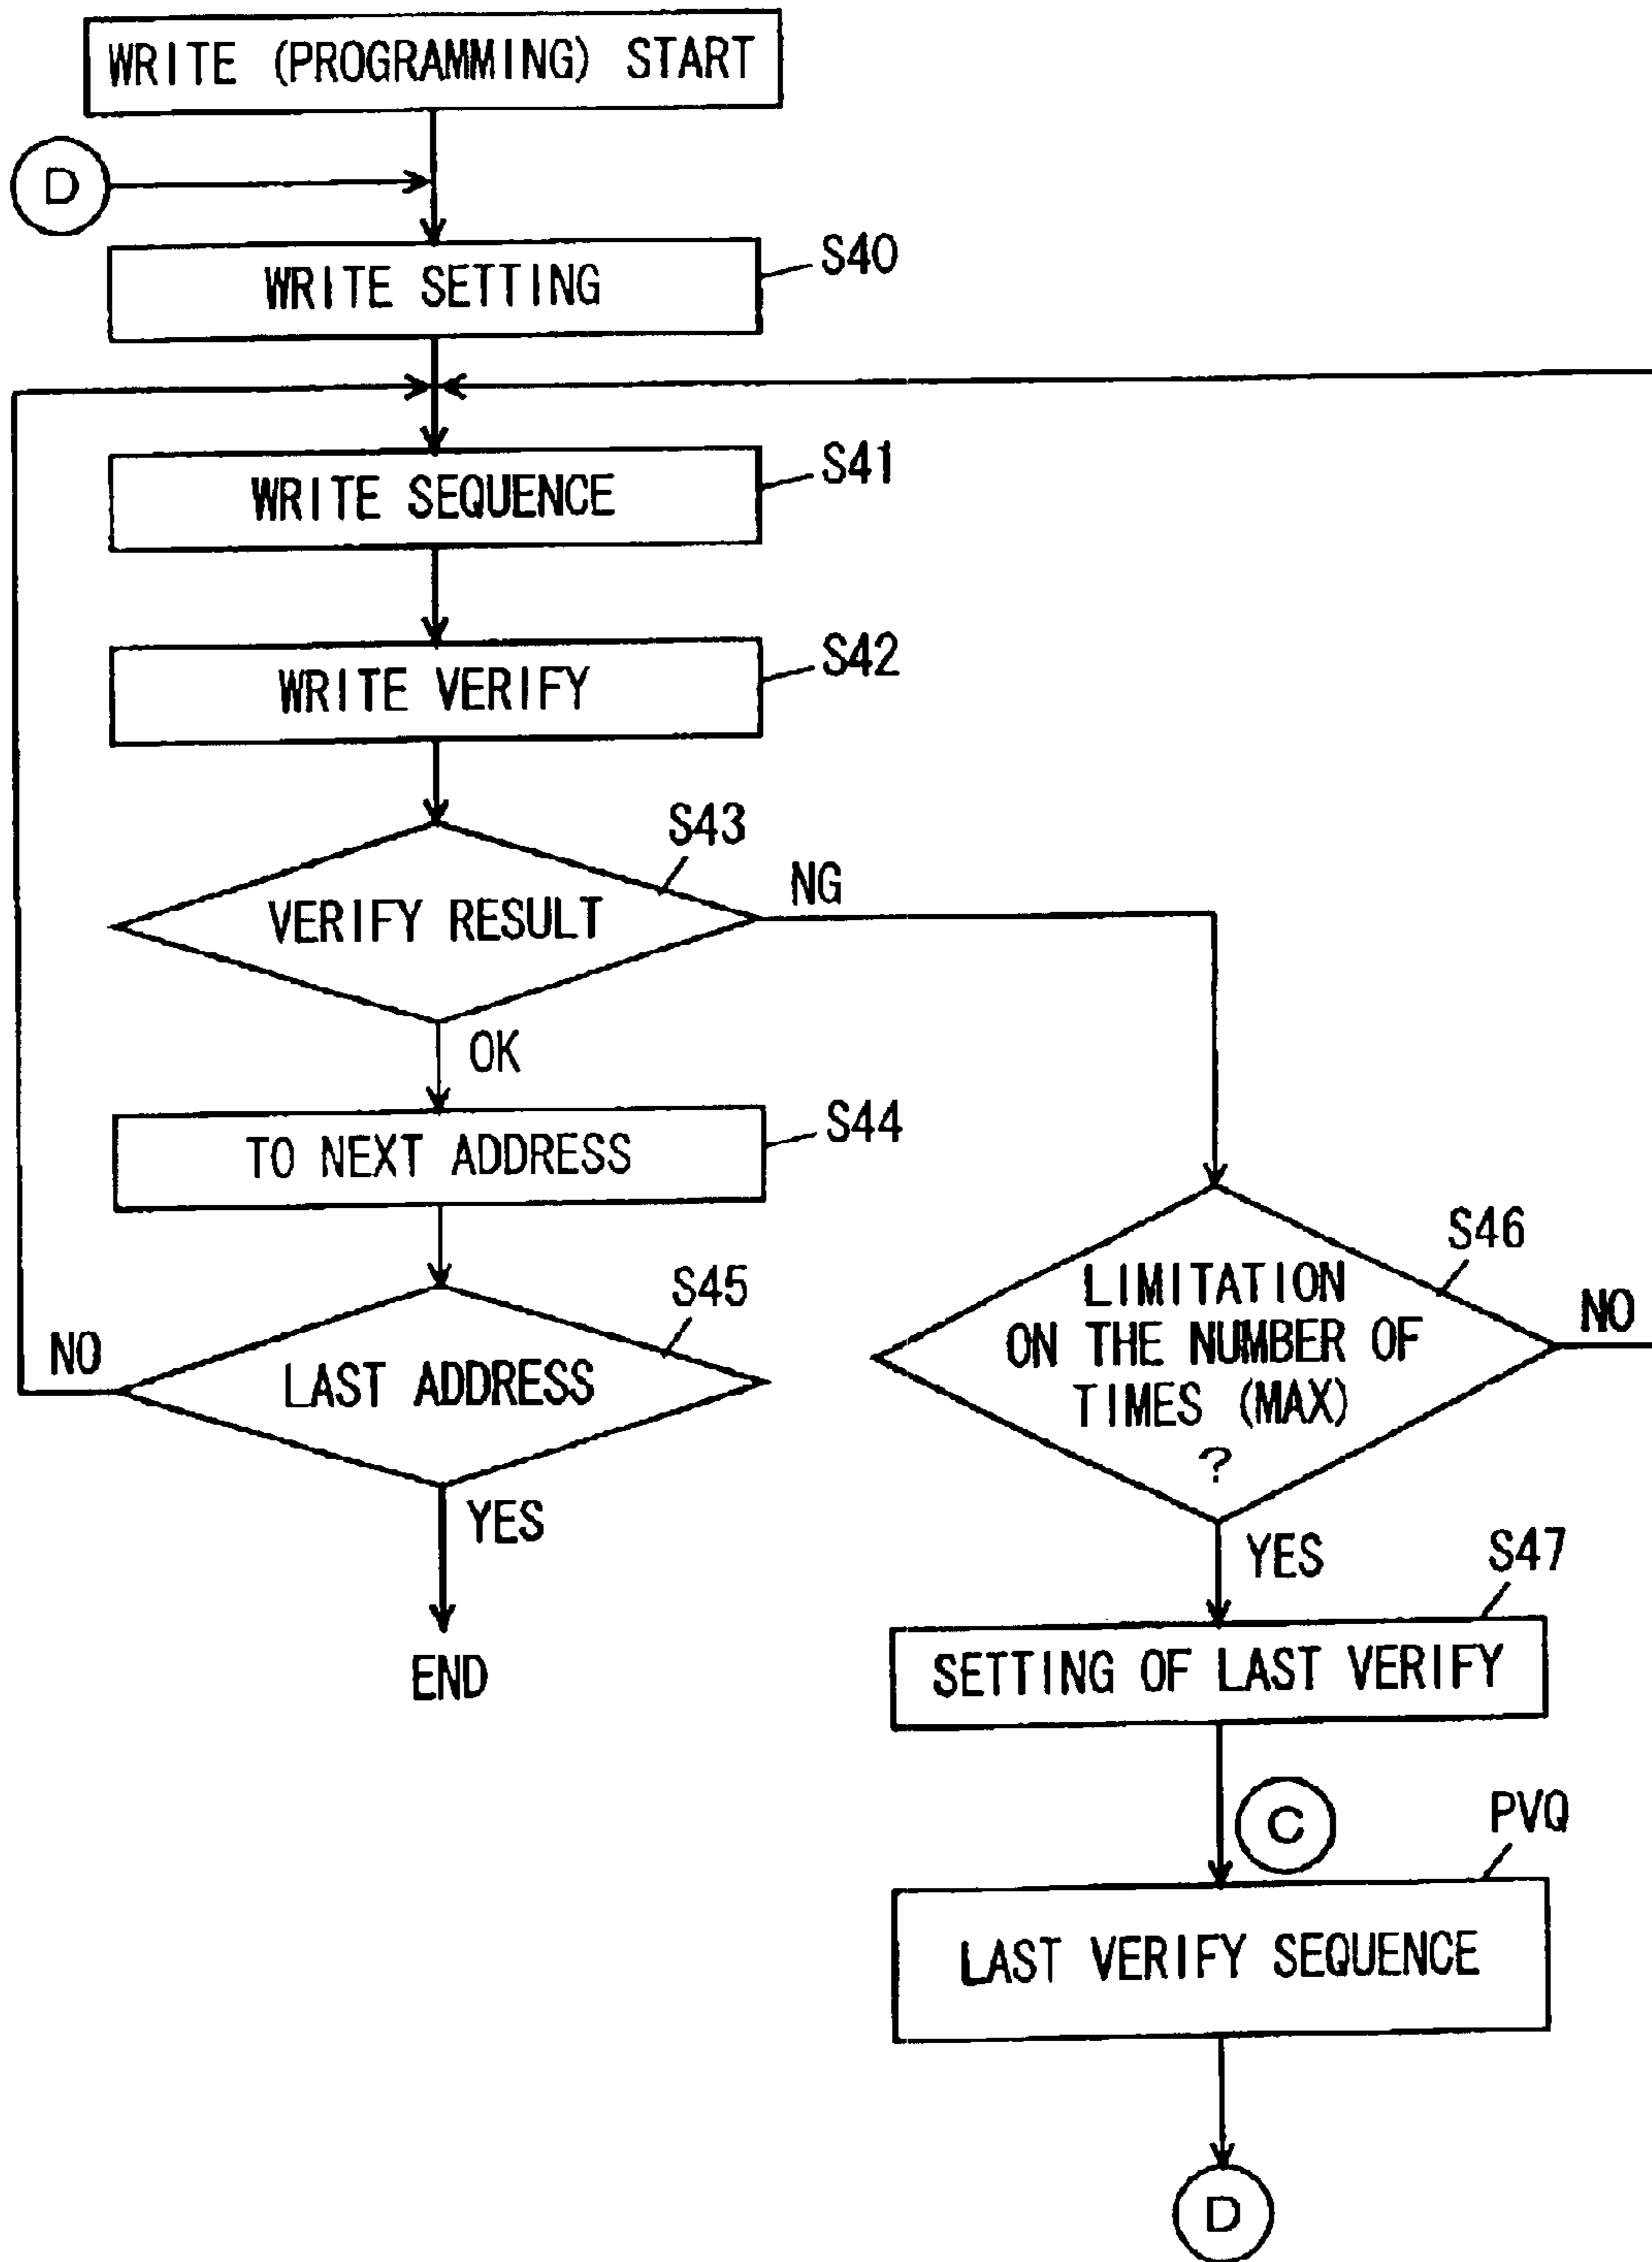 WRITE (PROGRAMMING) START
D
WRITE SETTING
S40
WRITE SEQUENCE
S41
WRITE VERIFY
S42
VERIFY RESULT
S43
NG
OK
TO NEXT ADDRESS
S44
LAST ADDRESS
S45
NO
YES
END
LIMITATION
ON THE NUMBER OF
TIMES (MAX)
?
S46
NO
YES
SETTING OF LAST VERIFY
S47
C
LAST VERIFY SEQUENCE
PVQ
D